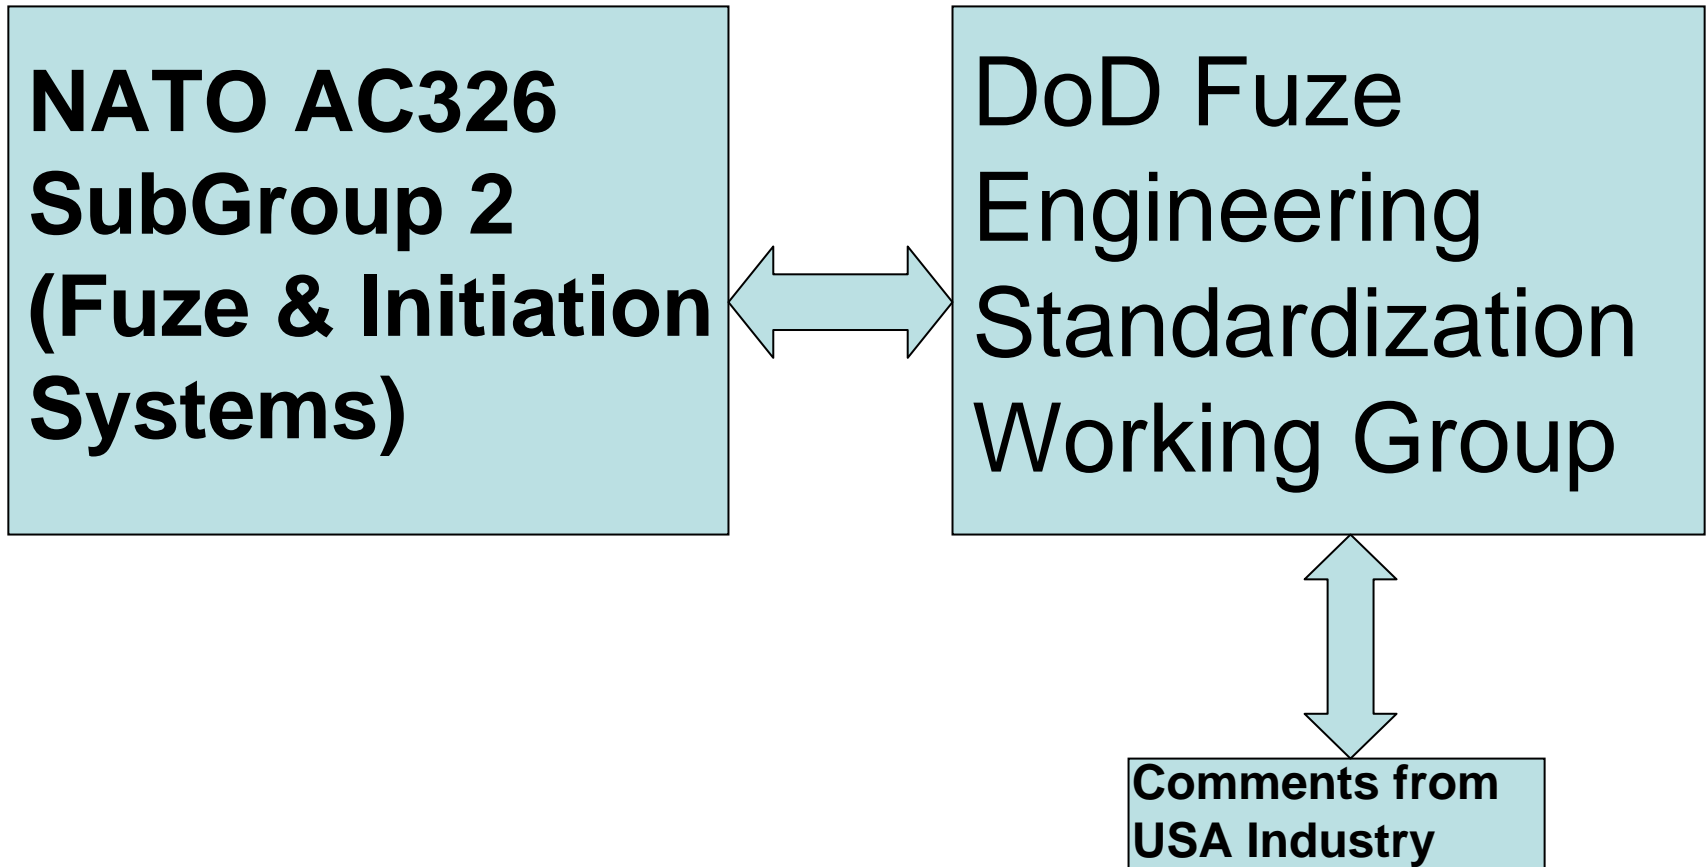 NATO AC326
SubGroup 2
(Fuze & Initiation
Systems)
DoD Fuze
Engineering
Standardization
Working Group
Comments from
USA Industry